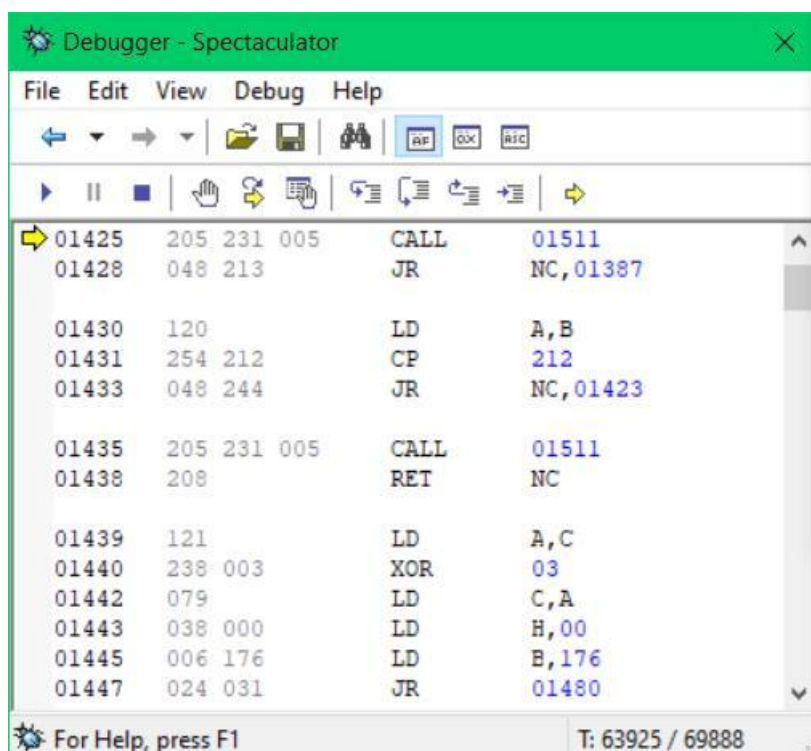 Debugger - Spectaculator
File Edit View Debug Help
AF 0X ASC
01425 205 231 005 CALL 01511
01428 048 213 JR NC,01387
01430 120 LD A,B
01431 254 212 CP 212
01433 048 244 JR NC,01423
01435 205 231 005 CALL 01511
01438 208 RET NC
01439 121 LD A,C
01440 238 003 XOR 03
01442 079 LD C,A
01443 038 000 LD H,00
01445 006 176 LD B,176
01447 024 031 JR 01480
For Help, press F1 T: 63925 / 69888